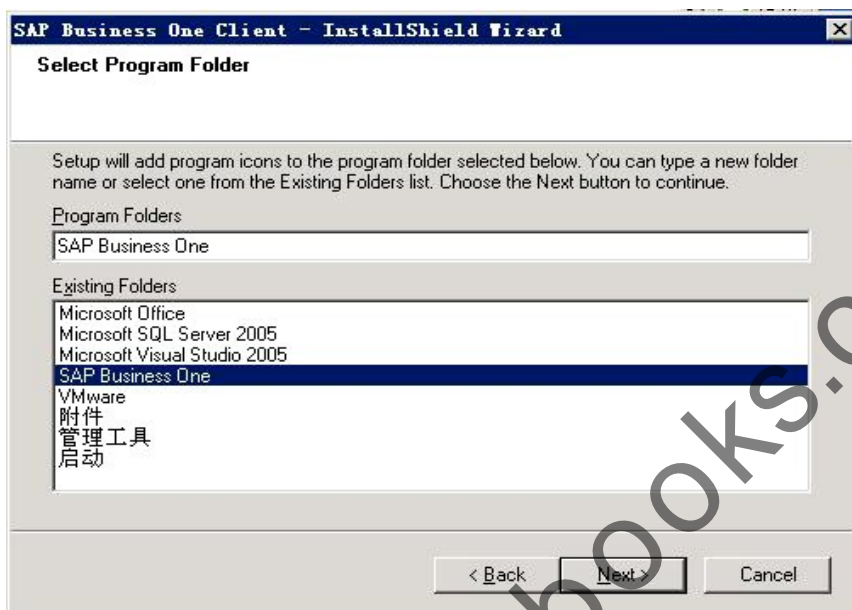 SAP Business One Client - InstallShield Wizard
Select Program Folder
Setup will add program icons to the program folder selected below. You can type a new folder
name or select one from the Existing Folders list. Choose the Next button to continue.
Program Folders
SAP Business One
Existing Folders
Microsoft Office
Microsoft SQL Server 2005
Microsoft Visual Studio 2005
SAP Business One
VMware
附件
管理工具
启动
< Back Next > Cancel
ooks.c